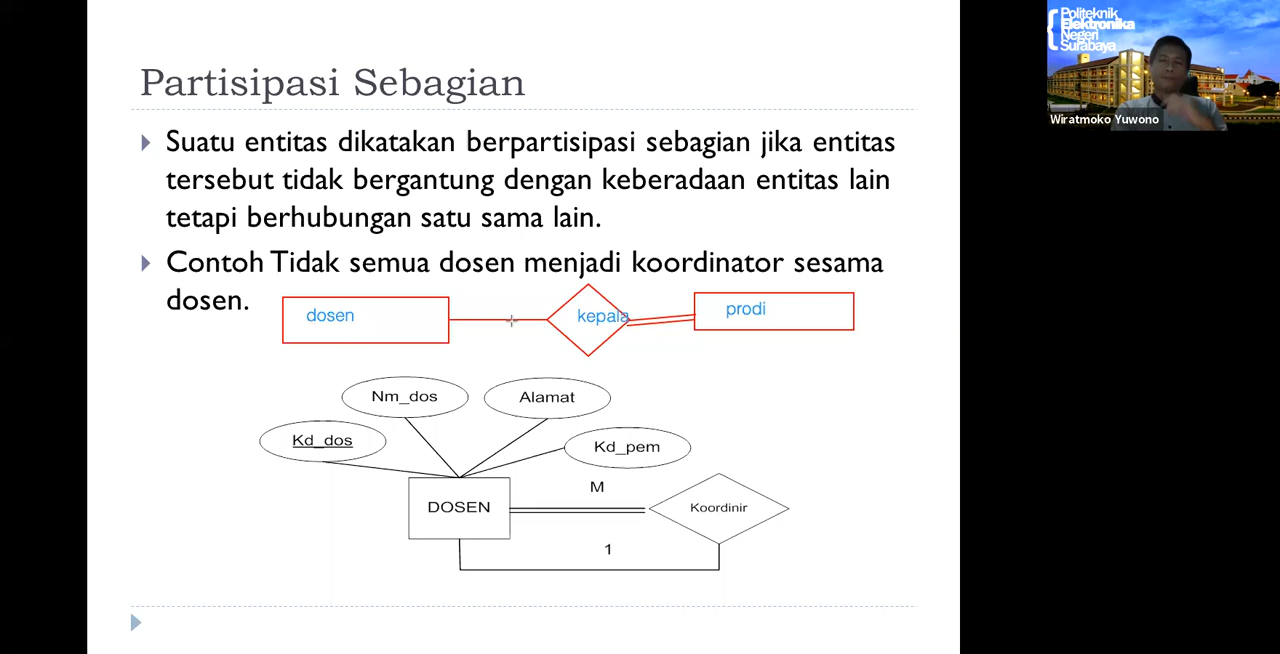 Partisipasi Sebagian
Suatu entitas dikatakan berpartisipasi sebagian jika entitas
tersebut tidak bergantung dengan keberadaan entitas lain
tetapi berhubungan satu sama lain.
Contoh Tidak semua dosen menjadi koordinator sesama
dosen.
dosen
kepala
prodi
Nm_dos
Alamat
Kd_dos
Kd_pem
M
DOSEN
Koordinir
1
Politeknik
Elektronika
Negeri
Surabaya
Wiratmoko Yuwono